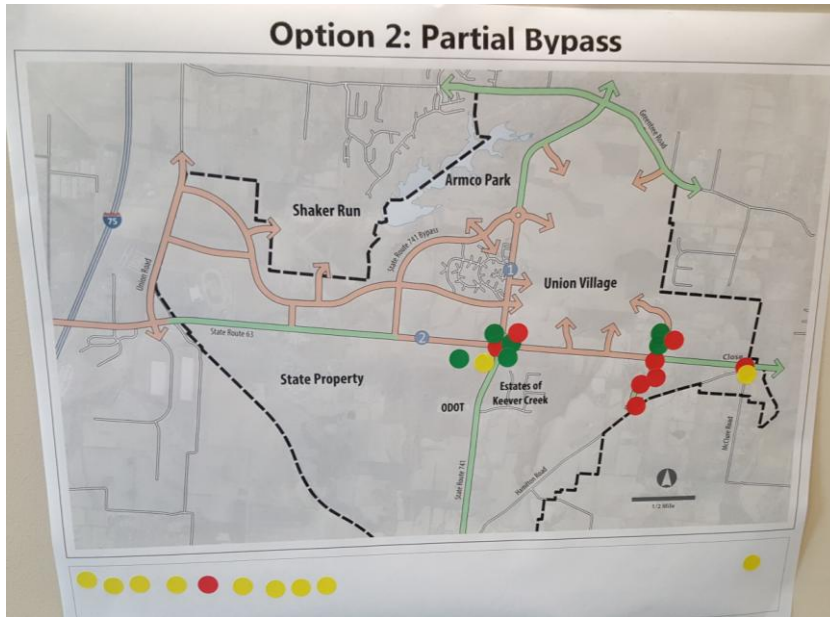 Option 2: Partial Bypass
Greentree Road
Armco Park
Shaker Run
75
State Route 741 Bypass
Union Road
1
Union Village
State Route 63
2
Close
State Property
Estates of
Keever Creek
ODOT
State Route 741
Hamilton Road
McClure Road
1/2 Mile